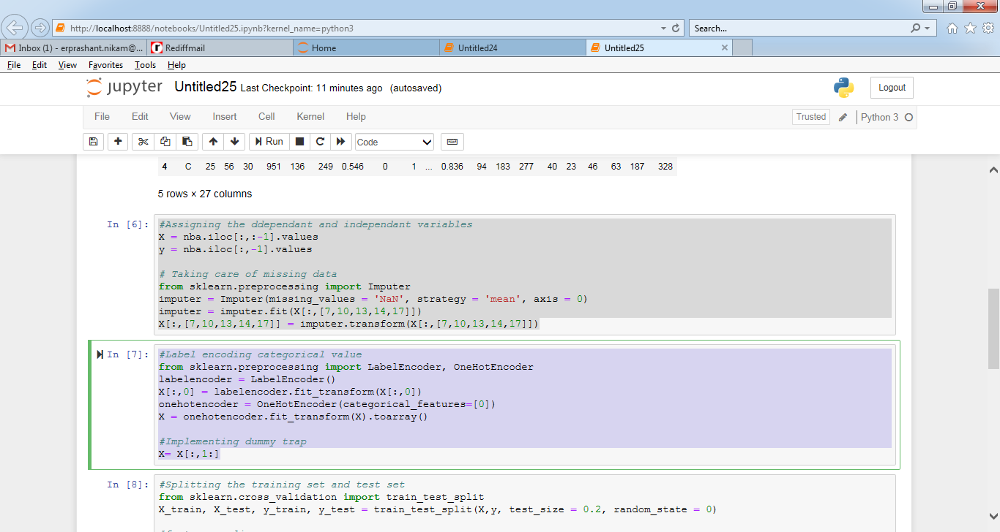 http://localhost:8888/notebooks/Untitled25.ipynb?kernel_name=python3
Search...
Inbox (1) - erprashant.nikam@...
Rediffmail
Home
Untitled24
Untitled25
File Edit View Favorites Tools Help
jupyter Untitled25 Last Checkpoint: 11 minutes ago (autosaved)
Logout
File Edit View Insert Cell Kernel Help
Trusted
Python 3
Run
Code
4 C 25 56 30 951 136 249 0.546 0 1 ... 0.836 94 183 277 40 23 46 63 187 328
5 rows × 27 columns
In [6]:
#Assigning the ddependant and independant variables
X = nba.iloc[:,:-1].values
y = nba.iloc[:,-1].values
# Taking care of missing data
from sklearn.preprocessing import Imputer
imputer = Imputer(missing_values = 'NaN', strategy = 'mean', axis = 0)
imputer = imputer.fit(X[:,[7,10,13,14,17]])
X[:,[7,10,13,14,17]] = imputer.transform(X[:,[7,10,13,14,17]])
In [7]:
#Label encoding categorical value
from sklearn.preprocessing import LabelEncoder, OneHotEncoder
labelencoder = LabelEncoder()
X[:,0] = labelencoder.fit_transform(X[:,0])
onehotencoder = OneHotEncoder(categorical_features=[0])
X = onehotencoder.fit_transform(X).toarray()
#Implementing dummy trap
X= X[:,1:]
In [8]:
#Splitting the training set and test set
from sklearn.cross_validation import train_test_split
X_train, X_test, y_train, y_test = train_test_split(X,y, test_size = 0.2, random_state = 0)